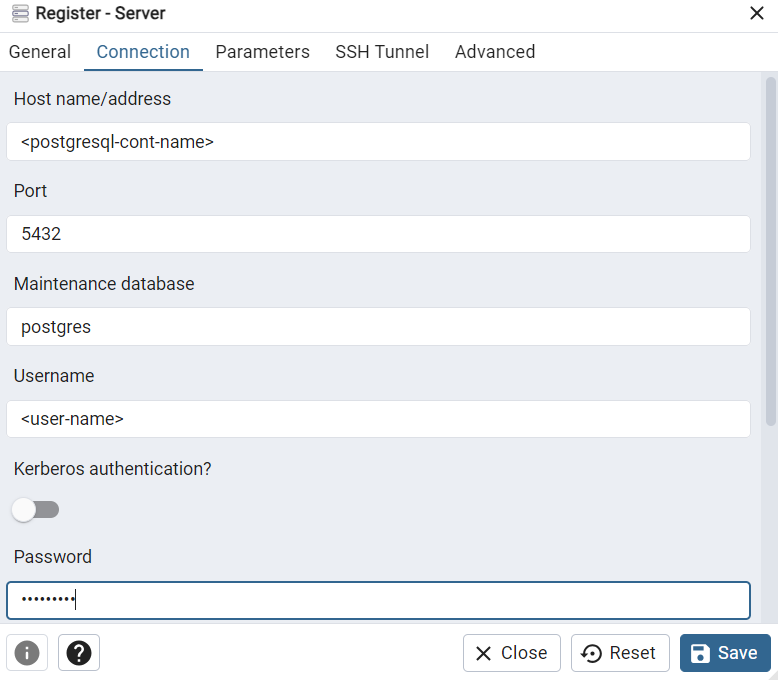 Register - Server
General Connection Parameters SSH Tunnel Advanced
Host name/address
<postgresql-cont-name>
Port
5432
Maintenance database
postgres
Username
<user-name>
Kerberos authentication?
Password
•••••••••
Close Reset Save